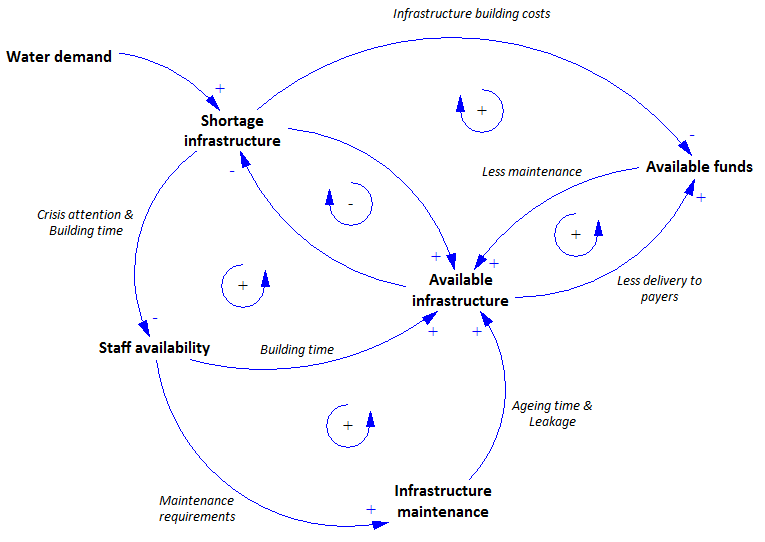 Infrastructure building costs
Water demand
+
Shortage
infrastructure
+
-
Available funds
-
Less maintenance
+
Crisis attention &
Building time
-
+
+
+
+
Available
infrastructure
Less delivery to
payers
-
Staff availability
Building time
+
+
Ageing time &
Leakage
+
Maintenance
requirements
+
Infrastructure
maintenance